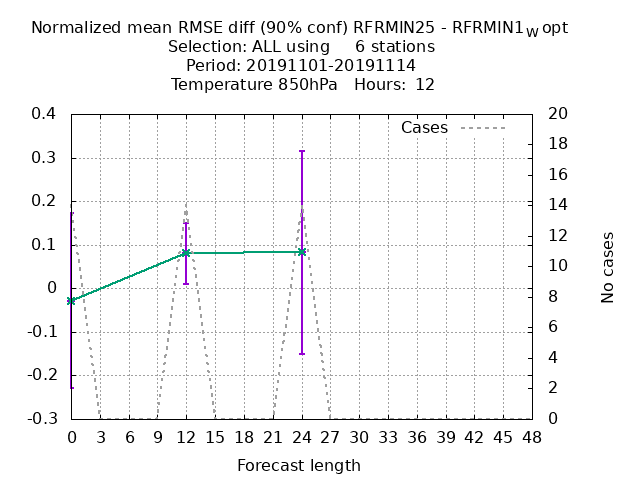 Normalized mean RMSE diff (90% conf) RFRMIN25 - RFRMIN1Wopt
Selection: ALL using 6 stations
Period: 20191101-20191114
Temperature 850hPa Hours: 12
Cases
0.4
0.3
0.2
0.1
0
-0.1
-0.2
-0.3
20
18
16
14
12
10
8
6
4
2
0
No cases
0 3 6 9 12 15 18 21 24 27 30 33 36 39 42 45 48
Forecast length